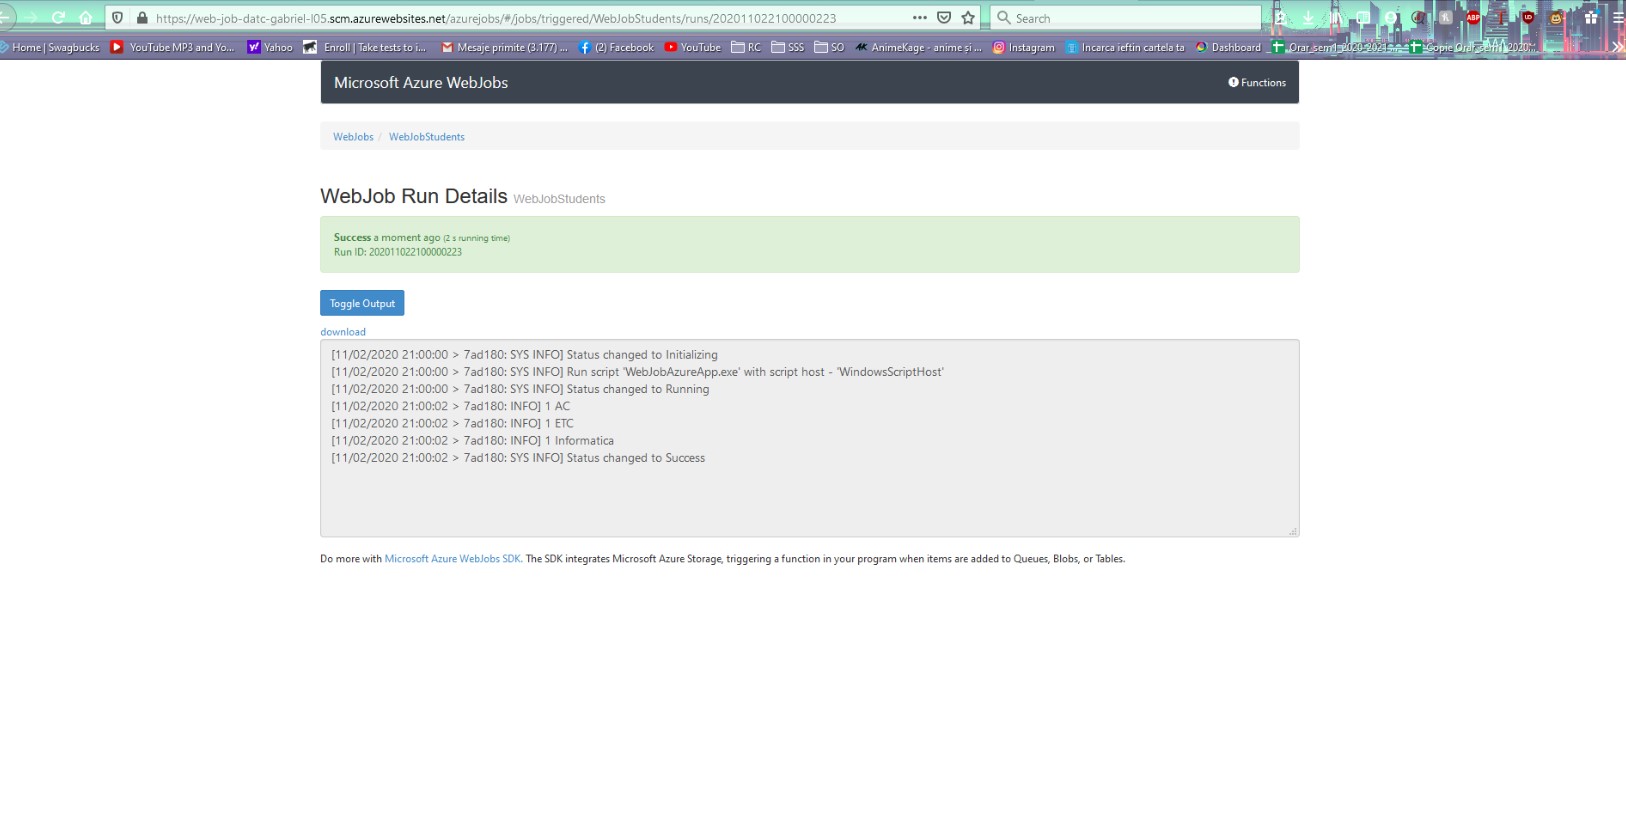 https://web-job-datc-gabriel-l05.scm.azurewebsites.net/azurejobs/#/jobs/triggered/WebJobStudents/runs/202011022100000223
Search
Home | Swagbucks YouTube MP3 and Yo... Yahoo Enroll | Take tests to i... Mesaje primite (3.177) ... (2) Facebook YouTube RC SSS SO AnimeKage - anime și ... Instagram Incarca ieftin cartela ta Dashboard Orar_sem1_2020-2021... Copie Orar_sem1_2020...
Microsoft Azure WebJobs
Functions
WebJobs / WebJobStudents
WebJob Run Details WebJobStudents
Success a moment ago (2 s running time)
Run ID: 202011022100000223
Toggle Output
download
[11/02/2020 21:00:00 > 7ad180: SYS INFO] Status changed to Initializing
[11/02/2020 21:00:00 > 7ad180: SYS INFO] Run script 'WebJobAzureApp.exe' with script host - 'WindowsScriptHost'
[11/02/2020 21:00:00 > 7ad180: SYS INFO] Status changed to Running
[11/02/2020 21:00:02 > 7ad180: INFO] 1 AC
[11/02/2020 21:00:02 > 7ad180: INFO] 1 ETC
[11/02/2020 21:00:02 > 7ad180: INFO] 1 Informatica
[11/02/2020 21:00:02 > 7ad180: SYS INFO] Status changed to Success
Do more with Microsoft Azure WebJobs SDK. The SDK integrates Microsoft Azure Storage, triggering a function in your program when items are added to Queues, Blobs, or Tables.